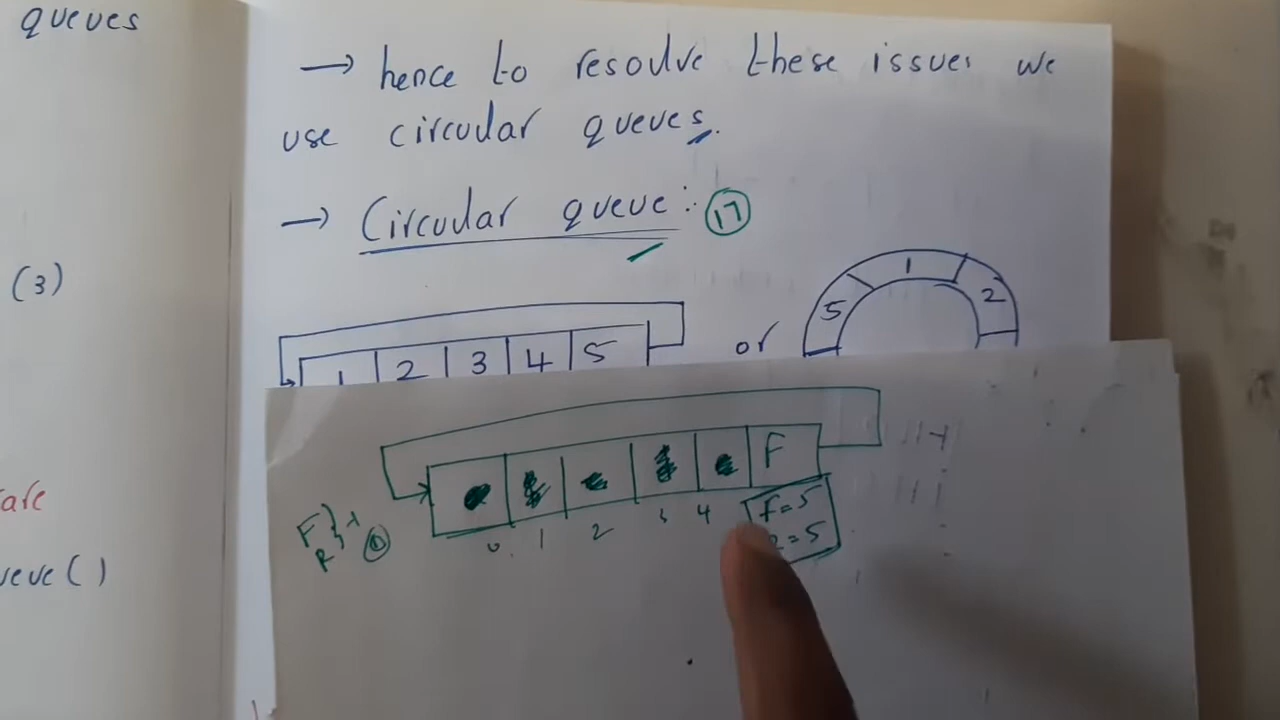 queues
→ hence to resolve these issues we
use circular queues.
→ Circular queue: 17
(3)
5 1 2
1 2 3 4 5 or
F
0 1 2 3 4 f=5
F
R
=5